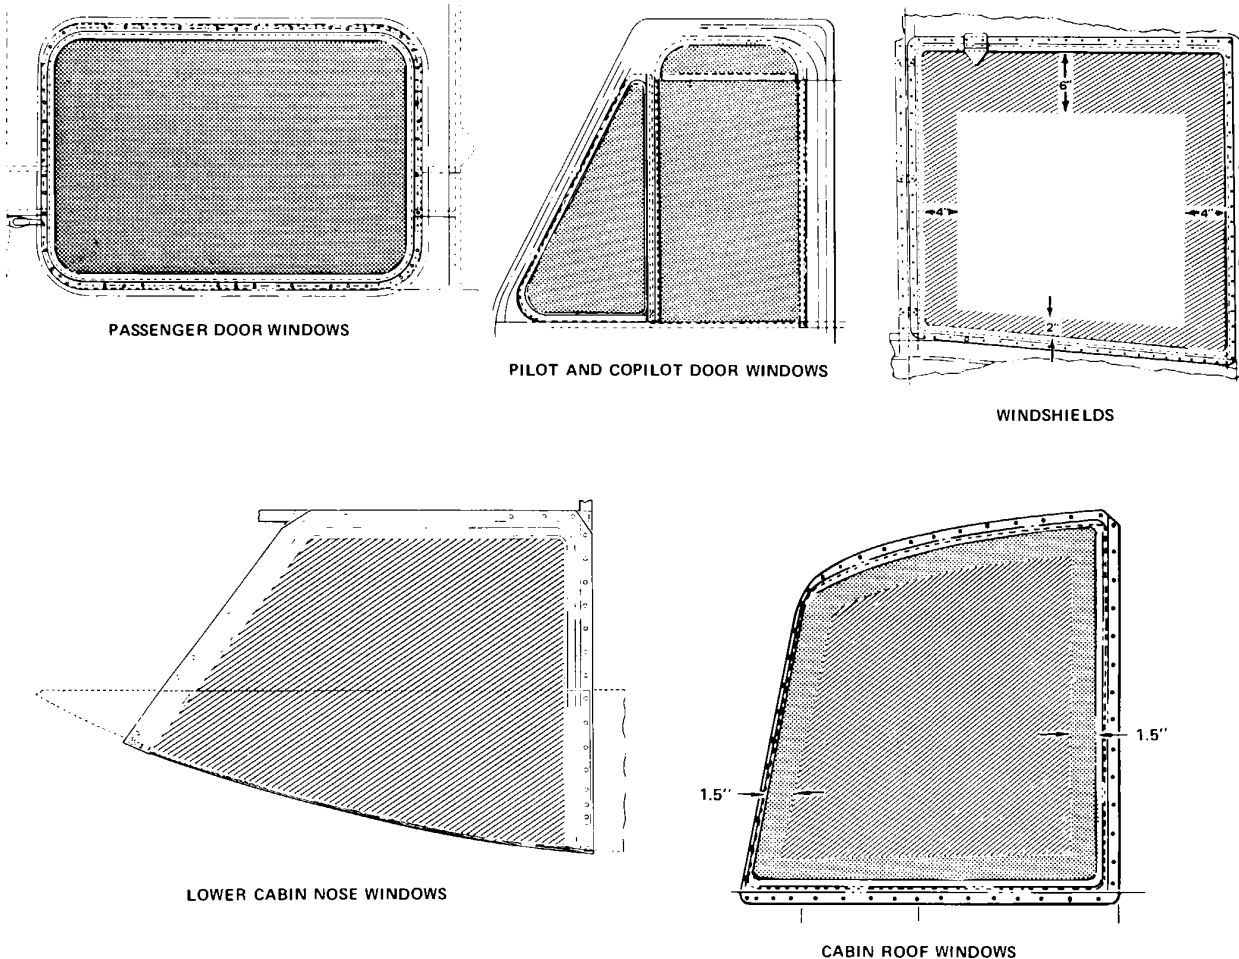 6"
4" 4"
2"
PASSENGER DOOR WINDOWS
PILOT AND COPILOT DOOR WINDOWS
WINDSHIELDS
1.5"
1.5"
LOWER CABIN NOSE WINDOWS
CABIN ROOF WINDOWS